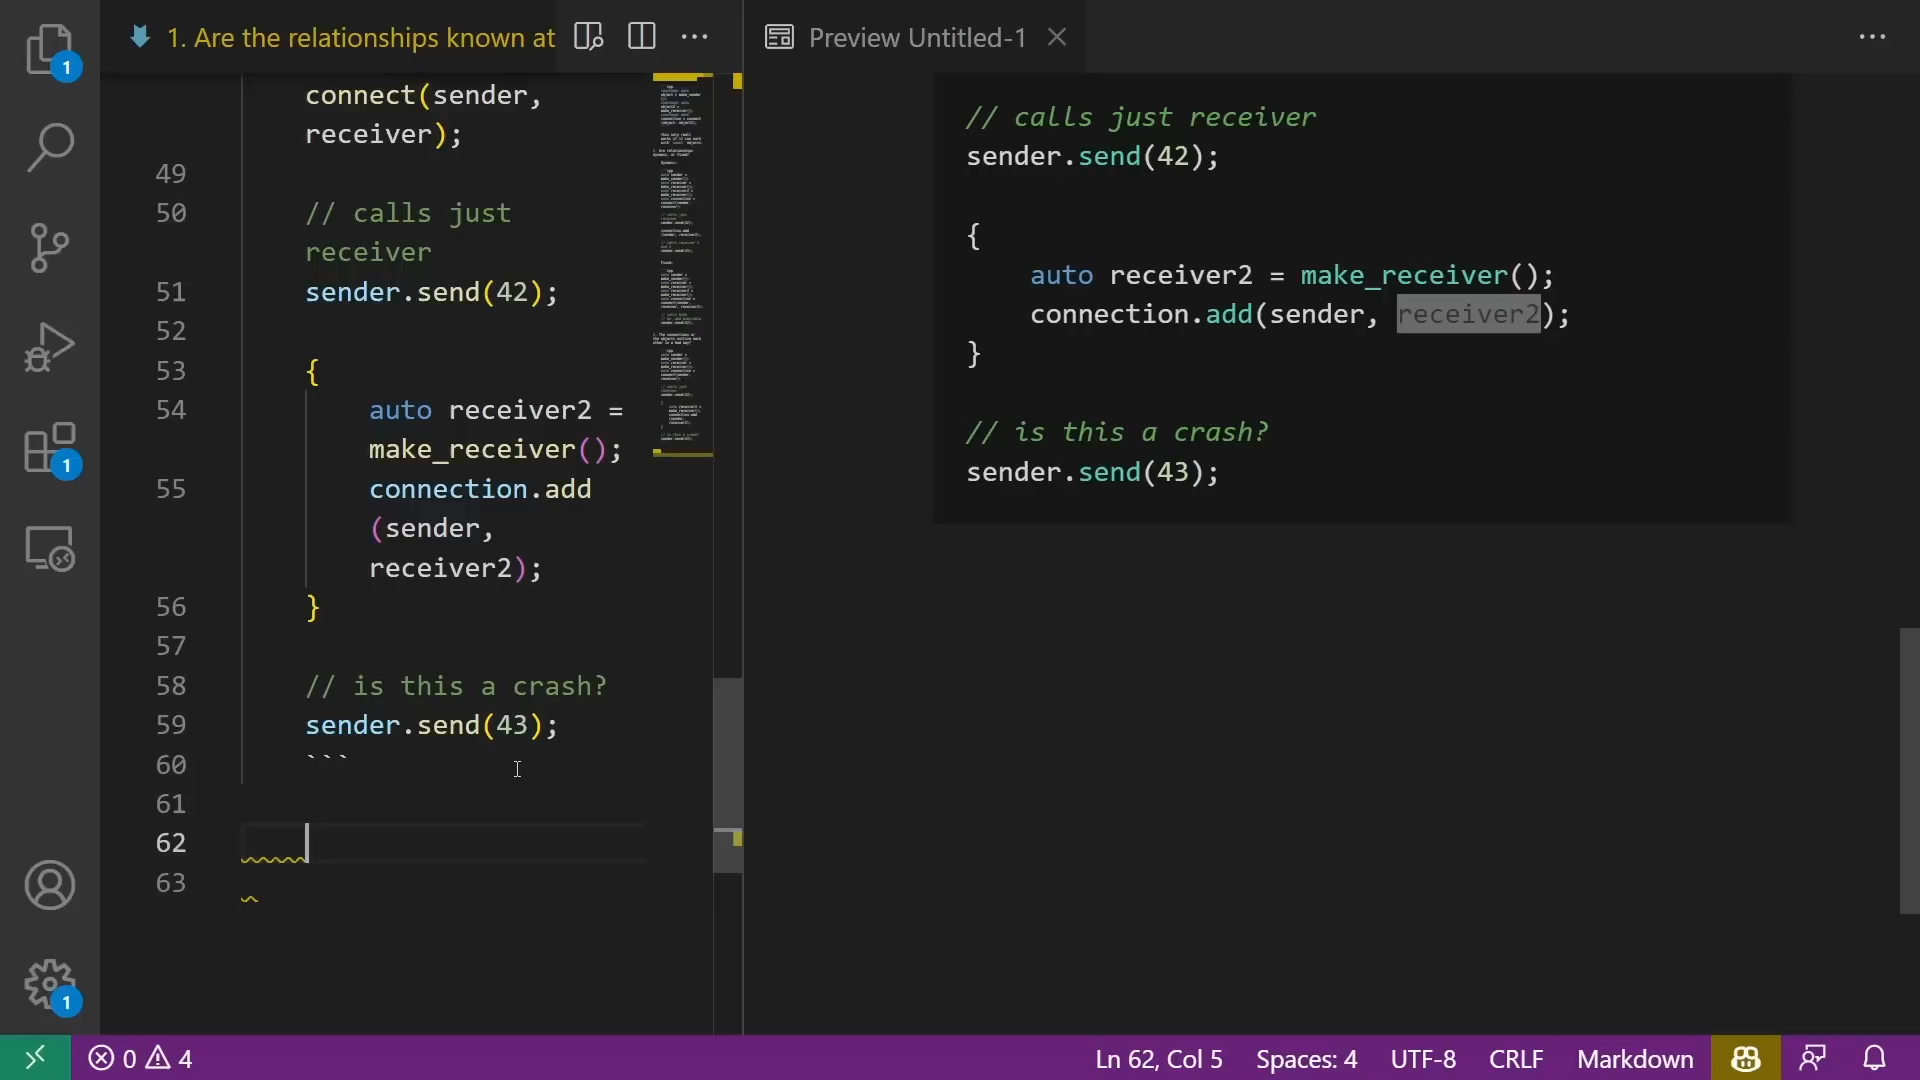 1. Are the relationships known at
Preview Untitled-1
1
connect(sender,
receiver);
49
50 // calls just
receiver
51 sender.send(42);
52
53 {
54 auto receiver2 =
make_receiver();
55 connection.add
(sender,
receiver2);
56 }
57
58 // is this a crash?
59 sender.send(43);
60 ```
61
62
63
// calls just receiver
sender.send(42);
{
auto receiver2 = make_receiver();
connection.add(sender, receiver2);
}
// is this a crash?
sender.send(43);
1
1
0 4
Ln 62, Col 5 Spaces: 4 UTF-8 CRLF Markdown